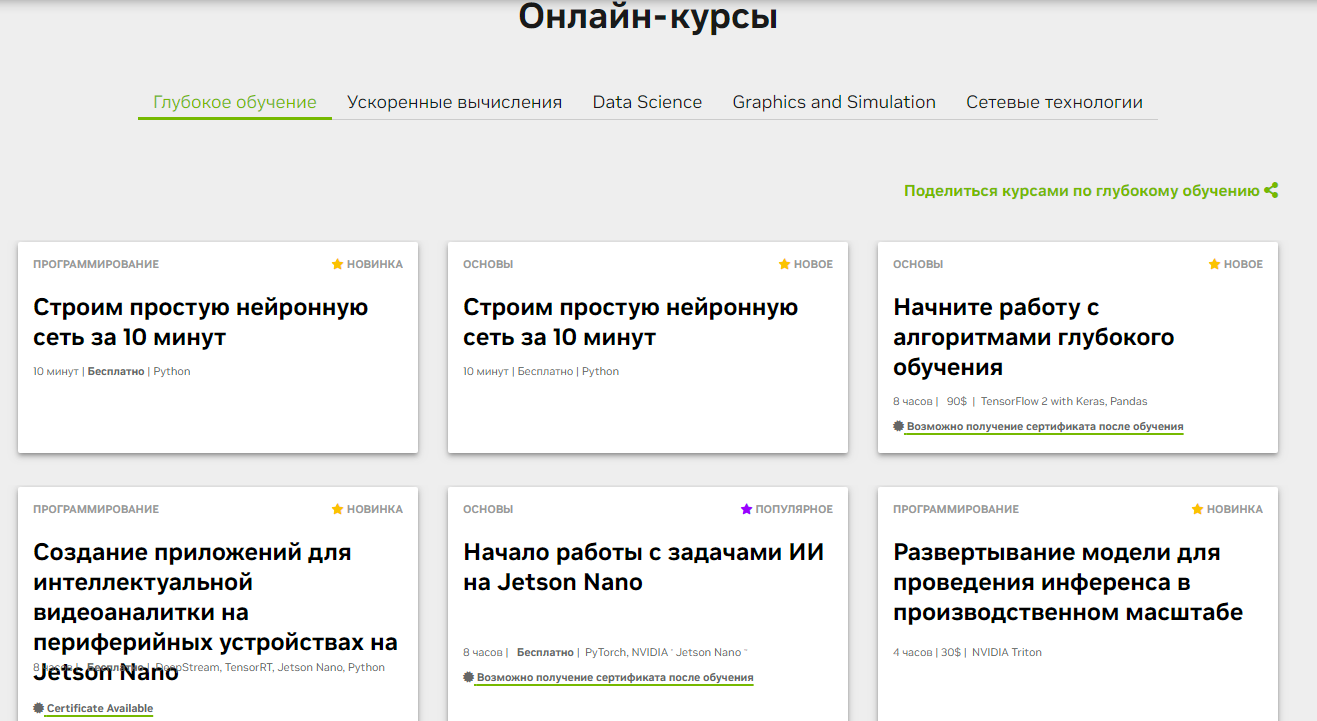 Онлайн-курсы
Глубокое обучение Ускоренные вычисления Data Science Graphics and Simulation Сетевые технологии
Поделиться курсами по глубокому обучению
ПРОГРАММИРОВАНИЕ НОВИНКА
Строим простую нейронную
сеть за 10 минут
10 минут | Бесплатно | Python
ОСНОВЫ НОВОЕ
Строим простую нейронную
сеть за 10 минут
10 минут | Бесплатно | Python
ОСНОВЫ НОВОЕ
Начните работу с
алгоритмами глубокого
обучения
8 часов | 90$ | TensorFlow 2 with Keras, Pandas
Возможно получение сертификата после обучения
ПРОГРАММИРОВАНИЕ НОВИНКА
Создание приложений для
интеллектуальной
видеоаналитки на
периферийных устройствах на
Jetson Nano
8 часов | Бесплатно | DeepStream, TensorRT, Jetson Nano, Python
Certificate Available
ОСНОВЫ ПОПУЛЯРНОЕ
Начало работы с задачами ИИ
на Jetson Nano
8 часов | Бесплатно | PyTorch, NVIDIA ˈ Jetson Nano ˜
Возможно получение сертификата после обучения
ПРОГРАММИРОВАНИЕ НОВИНКА
Развертывание модели для
проведения инференса в
производственном масштабе
4 часов | 30$ | NVIDIA Triton